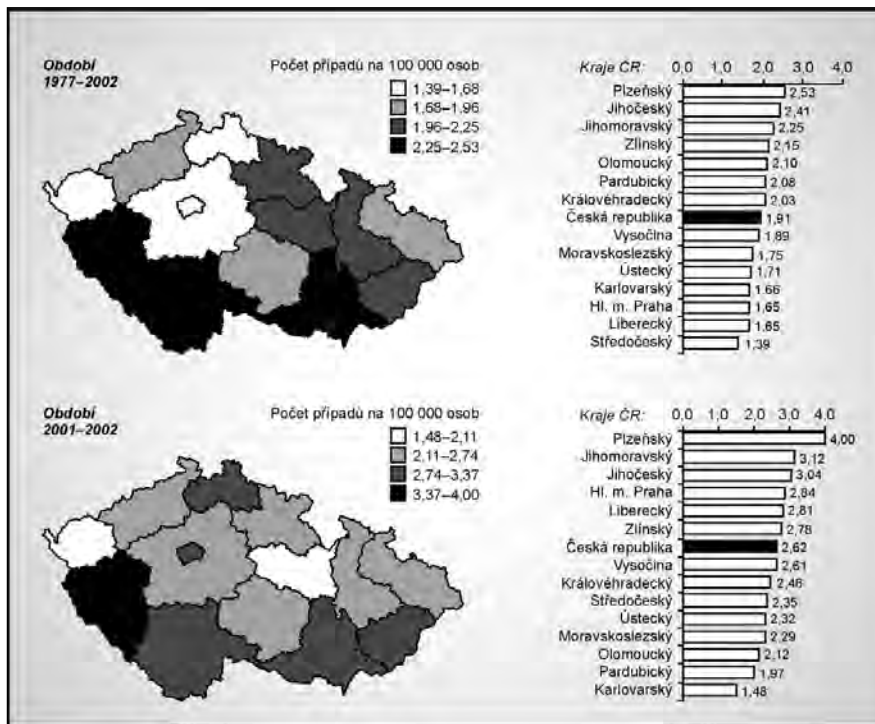 Období
1977–2002
Počet případů na 100 000 osob
1,39–1,68
1,68–1,96
1,96–2,25
2,25–2,53
Kraje ČR: 0,0 1,0 2,0 3,0 4,0
Plzeňský 2,53
Jihočeský 2,41
Jihomoravský 2,25
Zlínský 2,15
Olomoucký 2,10
Pardubický 2,08
Královéhradecký 2,03
Česká republika 1,91
Vysočina 1,89
Moravskoslezský 1,75
Ústecký 1,71
Karlovarský 1,66
Hl. m. Praha 1,65
Liberecký 1,65
Středočeský 1,39
Období
2001–2002
Počet případů na 100 000 osob
1,48–2,11
2,11–2,74
2,74–3,37
3,37–4,00
Kraje ČR: 0,0 1,0 2,0 3,0 4,0
Plzeňský 4,00
Jihomoravský 3,12
Jihočeský 3,04
Hl. m. Praha 2,84
Liberecký 2,81
Zlínský 2,78
Česká republika 2,62
Vysočina 2,61
Královéhradecký 2,46
Středočeský 2,35
Ústecký 2,32
Moravskoslezský 2,29
Olomoucký 2,12
Pardubický 1,97
Karlovarský 1,48